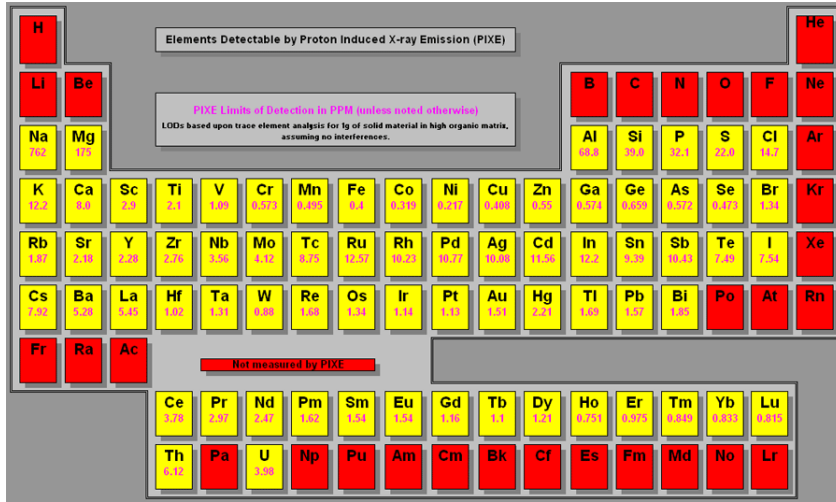 H He
Elements Detectable by Proton Induced X-ray Emission (PIXE)
Li Be B C N O F Ne
PIXE Limits of Detection in PPM (unless noted otherwise)
LODs based upon trace element analysis for 1g of solid material in high organic matrix,
assuming no interferences.
Na Mg Al Si P S Cl Ar
762 175 68.8 39.0 32.1 22.0 14.7
K Ca Sc Ti V Cr Mn Fe Co Ni Cu Zn Ga Ge As Se Br Kr
12.2 8.0 2.9 2.1 1.09 0.573 0.495 0.4 0.319 0.217 0.408 0.55 0.574 0.659 0.572 0.473 1.34
Rb Sr Y Zr Nb Mo Tc Ru Rh Pd Ag Cd In Sn Sb Te I Xe
1.87 2.18 2.28 2.76 3.56 4.12 8.75 12.57 10.23 10.77 10.08 11.56 12.2 9.39 10.43 7.49 7.54
Cs Ba La Hf Ta W Re Os Ir Pt Au Hg Tl Pb Bi Po At Rn
7.92 5.28 5.45 1.02 1.31 0.88 1.68 1.34 1.14 1.13 1.51 2.21 1.69 1.57 1.85
Fr Ra Ac
Not measured by PIXE
Ce Pr Nd Pm Sm Eu Gd Tb Dy Ho Er Tm Yb Lu
3.78 2.97 2.47 1.62 1.54 1.54 1.16 1.1 1.21 0.751 0.975 0.849 0.833 0.815
Th Pa U Np Pu Am Cm Bk Cf Es Fm Md No Lr
6.12 3.98